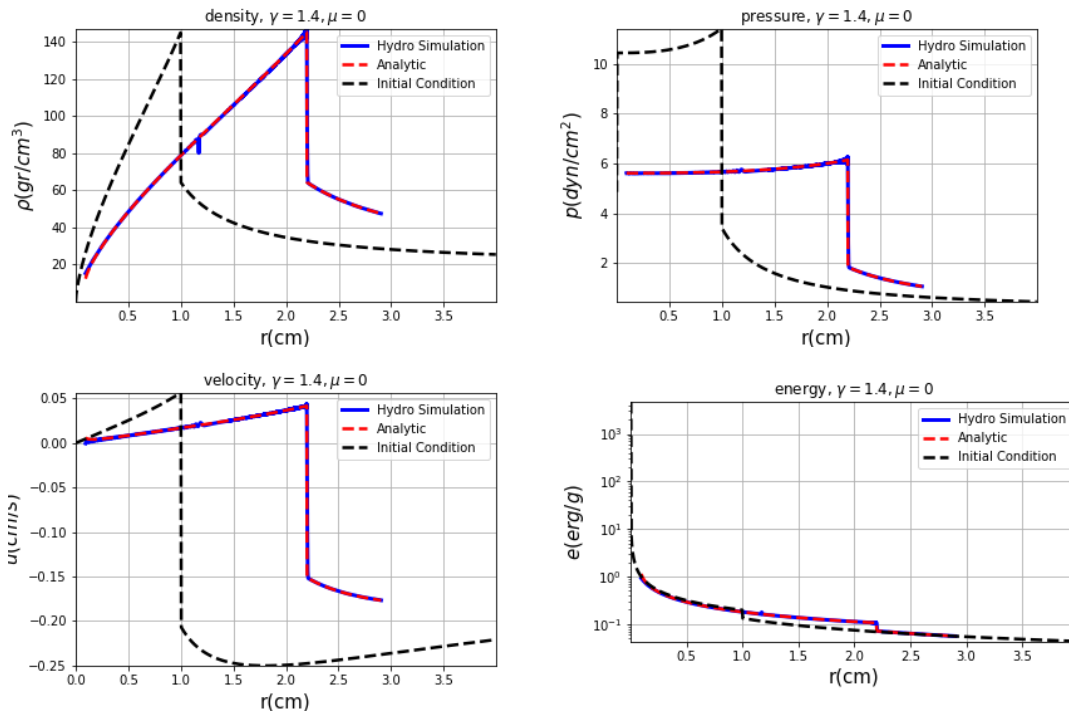 density, γ = 1.4, μ = 0
140
120
100
80
60
40
20
ρ(gr/cm³)
Hydro Simulation
Analytic
Initial Condition
0.5 1.0 1.5 2.0 2.5 3.0 3.5
r(cm)
pressure, γ = 1.4, μ = 0
10
8
6
4
2
p(dyn/cm²)
Hydro Simulation
Analytic
Initial Condition
0.5 1.0 1.5 2.0 2.5 3.0 3.5
r(cm)
velocity, γ = 1.4, μ = 0
0.05
0.00
−0.05
−0.10
−0.15
−0.20
−0.25
u(cm/s)
Hydro Simulation
Analytic
Initial Condition
0.0 0.5 1.0 1.5 2.0 2.5 3.0 3.5
r(cm)
energy, γ = 1.4, μ = 0
10³
10²
10¹
10⁰
10⁻¹
e(erg/g)
Hydro Simulation
Analytic
Initial Condition
0.5 1.0 1.5 2.0 2.5 3.0 3.5
r(cm)